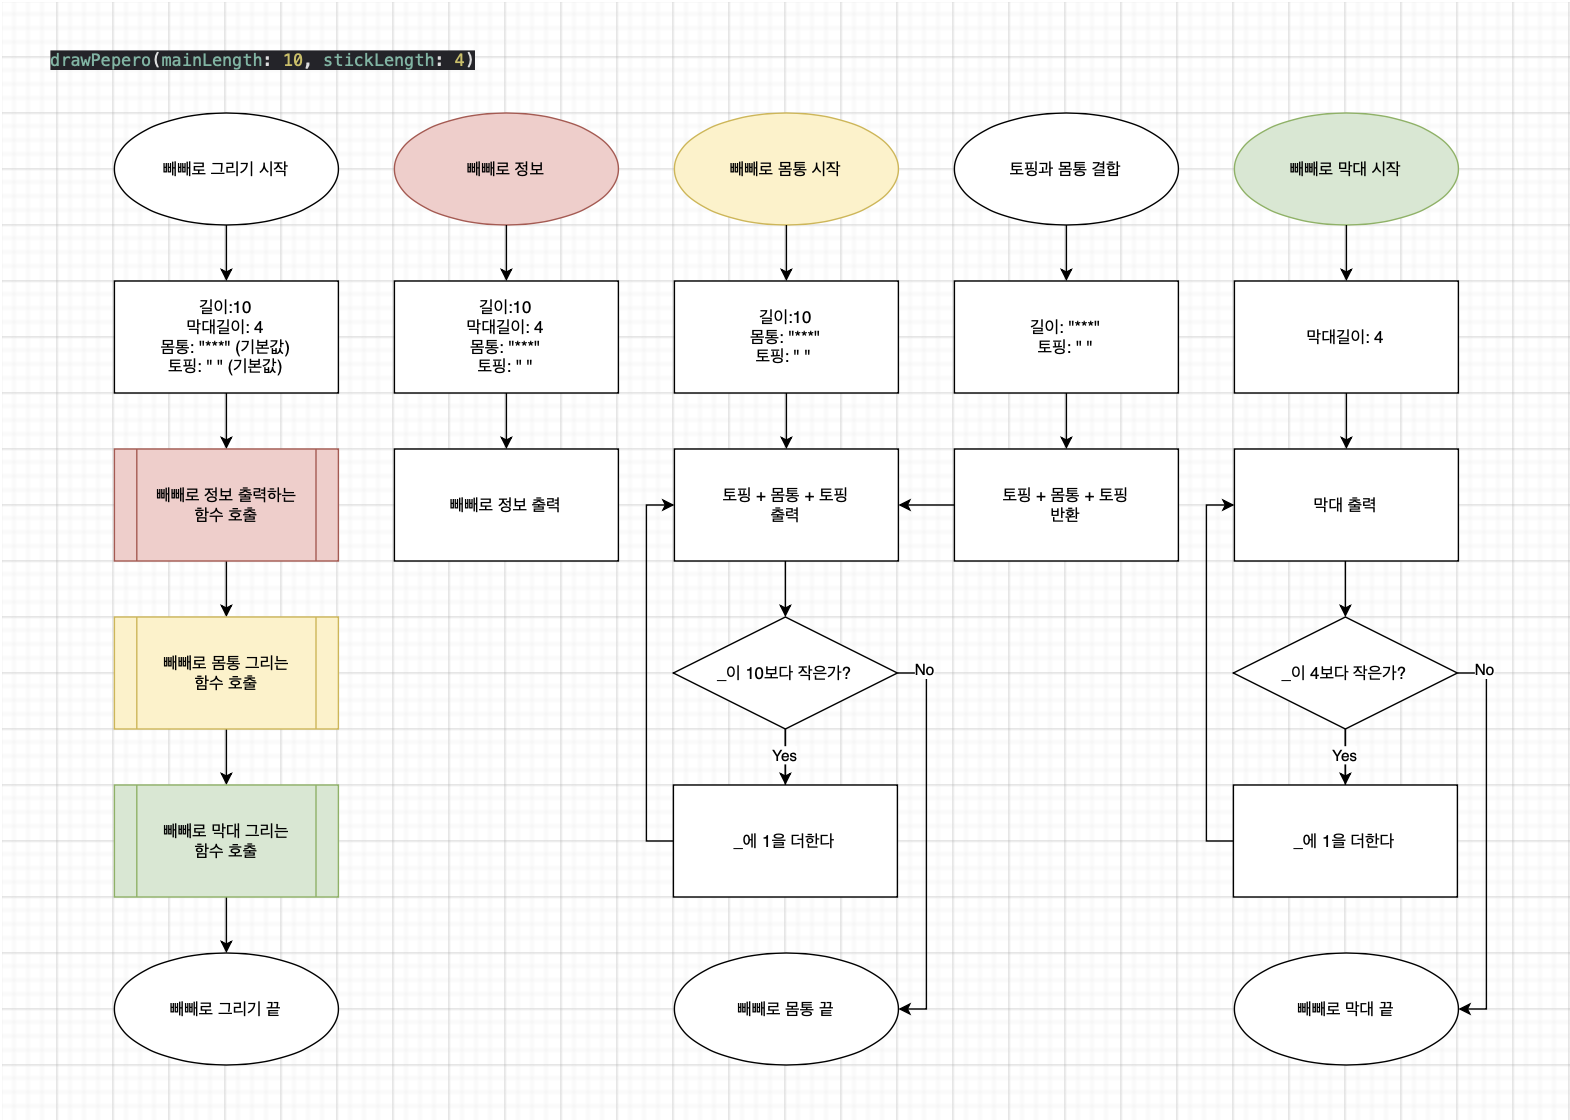 drawPepero(mainLength: 10, stickLength: 4)
빼빼로 그리기 시작
길이:10
막대길이: 4
몸통: "***" (기본값)
토핑: " " (기본값)
빼빼로 정보 출력하는
함수 호출
빼빼로 몸통 그리는
함수 호출
빼빼로 막대 그리는
함수 호출
빼빼로 그리기 끝
빼빼로 정보
길이:10
막대길이: 4
몸통: "***"
토핑: " "
빼빼로 정보 출력
빼빼로 몸통 시작
길이:10
몸통: "***"
토핑: " "
토핑 + 몸통 + 토핑
출력
_이 10보다 작은가?
No
Yes
_에 1을 더한다
빼빼로 몸통 끝
토핑과 몸통 결합
길이: "***"
토핑: " "
토핑 + 몸통 + 토핑
반환
빼빼로 막대 시작
막대길이: 4
막대 출력
_이 4보다 작은가?
No
Yes
_에 1을 더한다
빼빼로 막대 끝